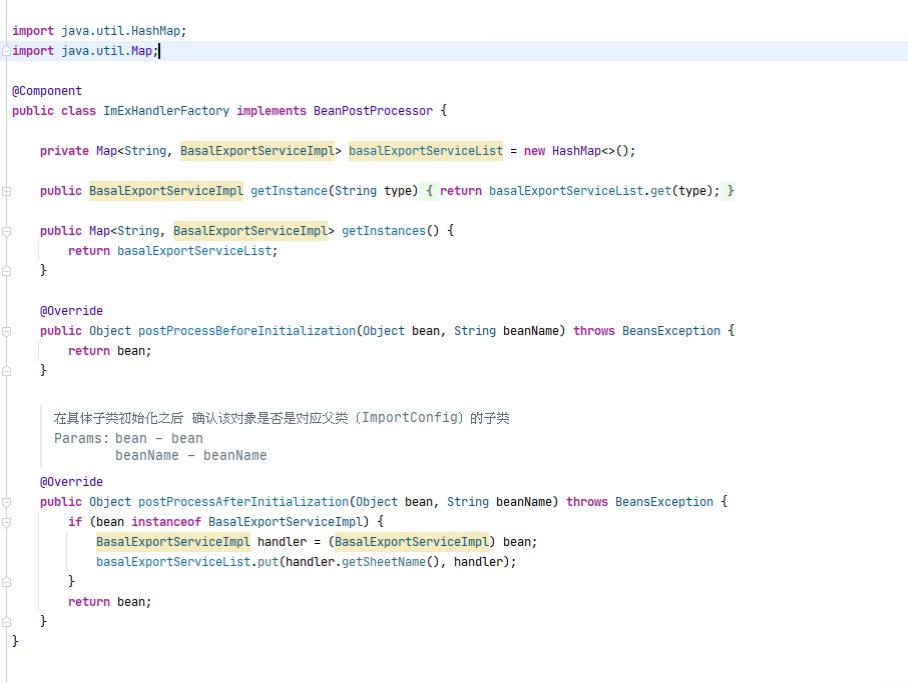 import java.util.HashMap;
import java.util.Map;
@Component
public class ImExHandlerFactory implements BeanPostProcessor {
private Map<String, BasalExportServiceImpl> basalExportServiceList = new HashMap<>();
public BasalExportServiceImpl getInstance(String type) { return basalExportServiceList.get(type); }
public Map<String, BasalExportServiceImpl> getInstances() {
return basalExportServiceList;
}
@Override
public Object postProcessBeforeInitialization(Object bean, String beanName) throws BeansException {
return bean;
}
在具体子类初始化之后 确认该对象是否是对应父类〔ImportConfig〕的子类
Params: bean – bean
beanName – beanName
@Override
public Object postProcessAfterInitialization(Object bean, String beanName) throws BeansException {
if (bean instanceof BasalExportServiceImpl) {
BasalExportServiceImpl handler = (BasalExportServiceImpl) bean;
basalExportServiceList.put(handler.getSheetName(), handler);
}
return bean;
}
}